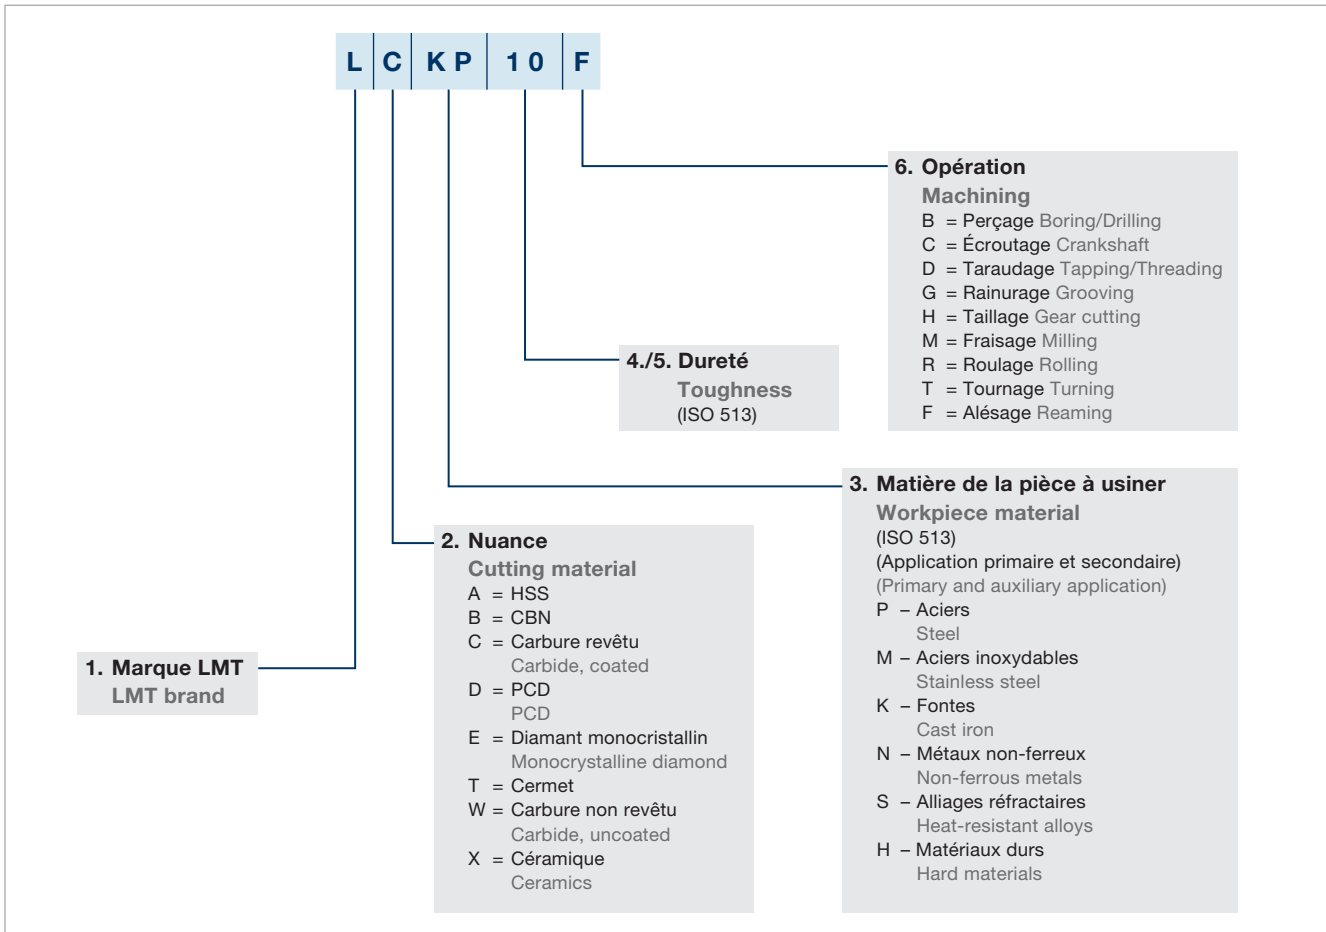 L C K P 1 0 F
6. Opération
Machining
B = Perçage Boring/Drilling
C = Écroutage Crankshaft
D = Taraudage Tapping/Threading
G = Rainurage Grooving
H = Taillage Gear cutting
M = Fraisage Milling
R = Roulage Rolling
T = Tournage Turning
F = Alésage Reaming
4./5. Dureté
Toughness
(ISO 513)
3. Matière de la pièce à usiner
Workpiece material
(ISO 513)
(Application primaire et secondaire)
(Primary and auxiliary application)
P – Aciers
Steel
M – Aciers inoxydables
Stainless steel
K – Fontes
Cast iron
N – Métaux non-ferreux
Non-ferrous metals
S – Alliages réfractaires
Heat-resistant alloys
H – Matériaux durs
Hard materials
2. Nuance
Cutting material
A = HSS
B = CBN
C = Carbure revêtu
Carbide, coated
D = PCD
PCD
E = Diamant monocristallin
Monocrystalline diamond
T = Cermet
W = Carbure non revêtu
Carbide, uncoated
X = Céramique
Ceramics
1. Marque LMT
LMT brand